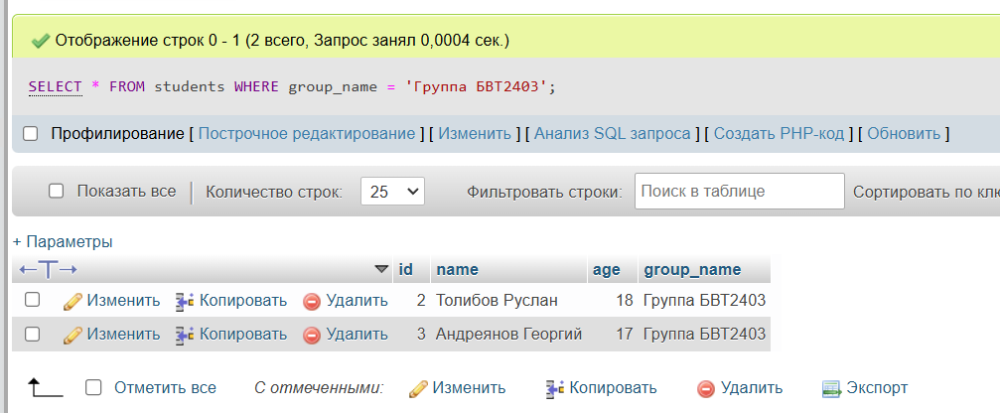 Отображение строк 0 - 1 (2 всего, Запрос занял 0,0004 сек.)
SELECT * FROM students WHERE group_name = 'Группа БВТ2403';
Профилирование [ Построчное редактирование ] [ Изменить ] [ Анализ SQL запроса ] [ Создать PHP-код ] [ Обновить ]
Показать все Количество строк: 25 Фильтровать строки: Поиск в таблице Сортировать по клю
+ Параметры
←T→ id name age group_name
Изменить Копировать Удалить 2 Толибов Руслан 18 Группа БВТ2403
Изменить Копировать Удалить 3 Андреянов Георгий 17 Группа БВТ2403
Отметить все С отмеченными: Изменить Копировать Удалить Экспорт